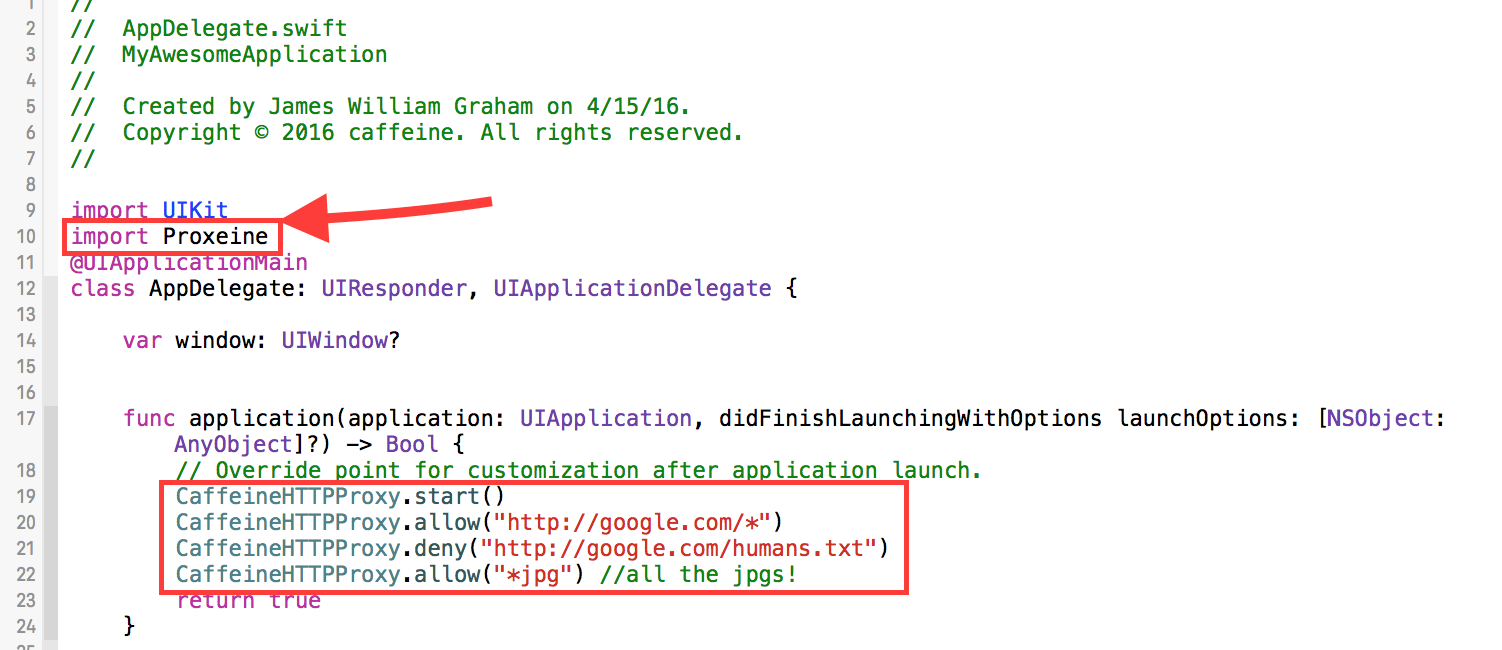 1 //
2 //  AppDelegate.swift
3 //  MyAwesomeApplication
4 //
5 //  Created by James William Graham on 4/15/16.
6 //  Copyright © 2016 caffeine. All rights reserved.
7 //
8
9 import UIKit
10 import Proxeine
11 @UIApplicationMain
12 class AppDelegate: UIResponder, UIApplicationDelegate {
13
14     var window: UIWindow?
15
16
17     func application(application: UIApplication, didFinishLaunchingWithOptions launchOptions: [NSObject:
        AnyObject]?) -> Bool {
18         // Override point for customization after application launch.
19         CaffeineHTTPProxy.start()
20         CaffeineHTTPProxy.allow("http://google.com/*")
21         CaffeineHTTPProxy.deny("http://google.com/humans.txt")
22         CaffeineHTTPProxy.allow("*jpg") //all the jpgs!
23         return true
24     }
25